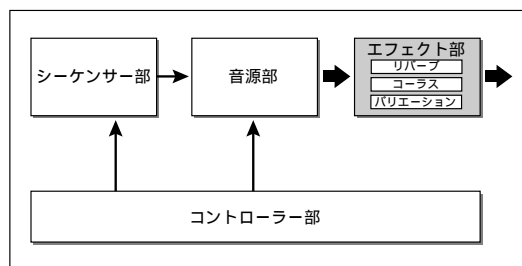 シーケンサー部
音源部
エフェクト部
リバーブ
コーラス
バリエーション
コントローラー部